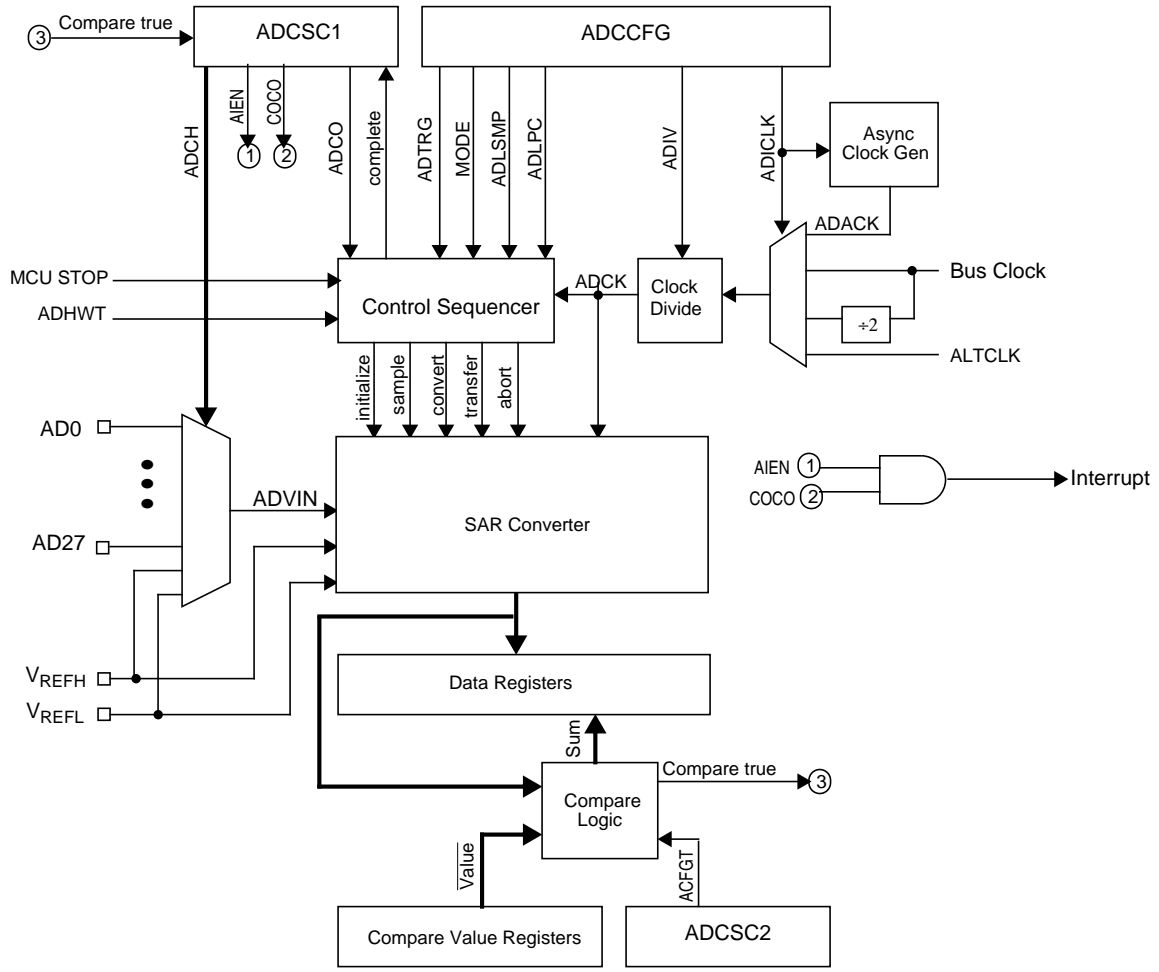 3
Compare true
ADCSC1
ADCCFG
ADCH
AIEN
COCO
1
2
ADCO
complete
ADTRG
MODE
ADLSMP
ADLPC
ADIV
ADICLK
Async
Clock Gen
ADACK
MCU STOP
ADHWT
Control Sequencer
ADCK
Clock
Divide
Bus Clock
÷2
ALTCLK
initialize
sample
convert
transfer
abort
AD0
AD27
ADVIN
SAR Converter
AIEN 1
COCO 2
Interrupt
VREFH
VREFL
Data Registers
Sum
Compare true
3
Compare
Logic
Value
ACFGT
Compare Value Registers
ADCSC2